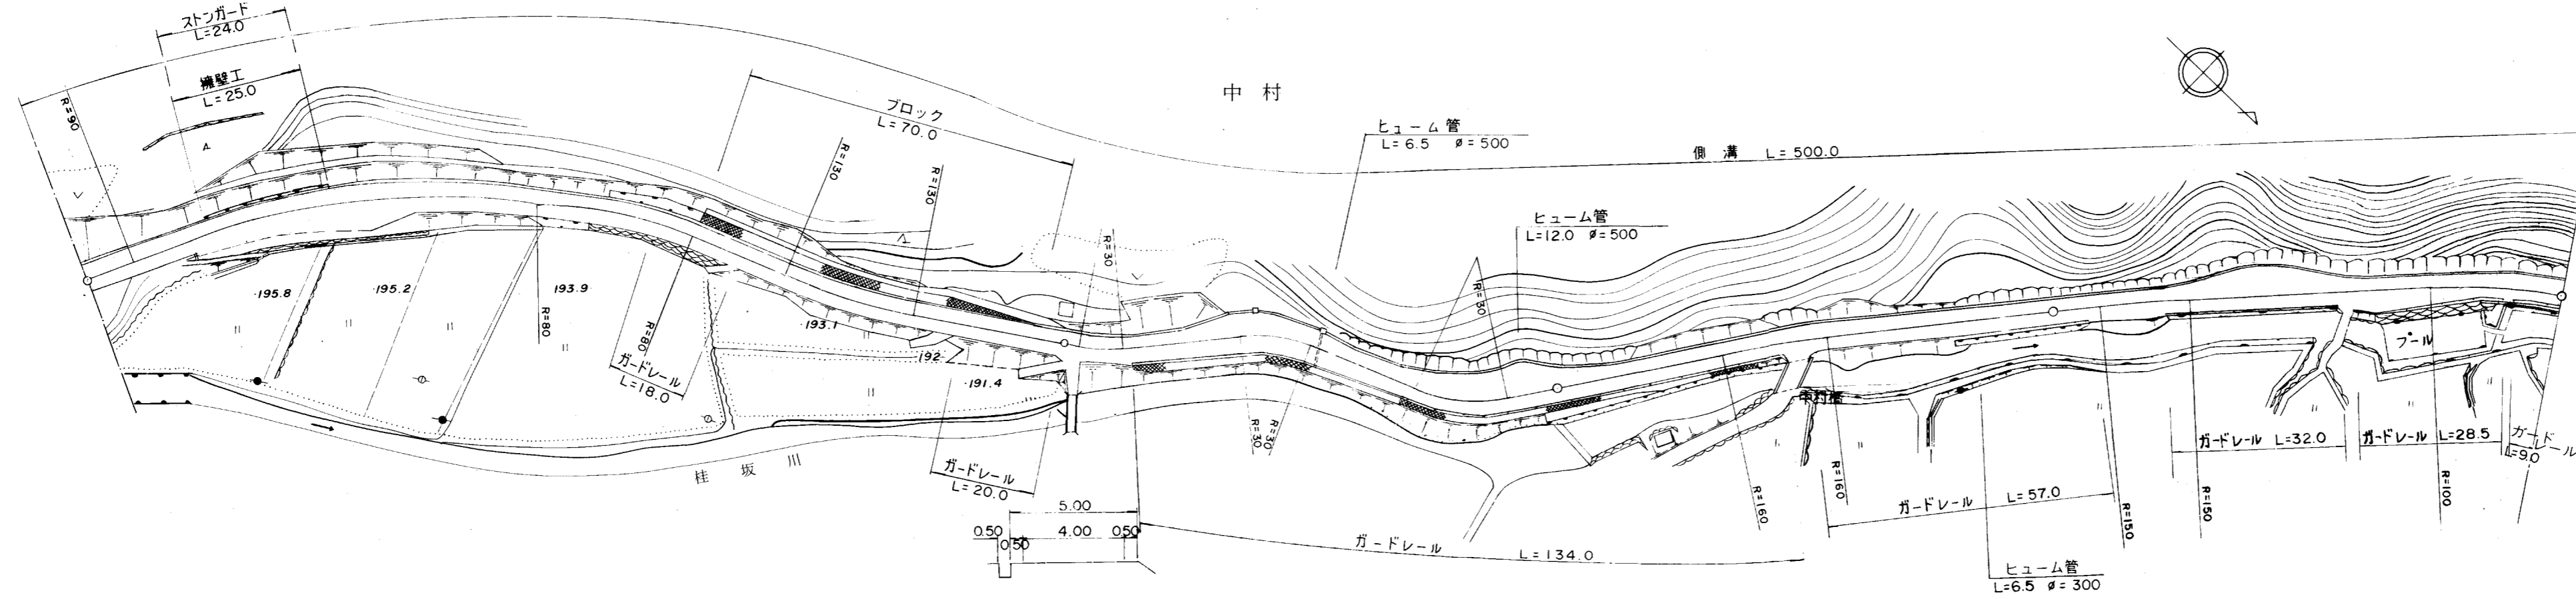 ストンガード
L=24.0
擁壁工
L=25.0
R=90
ブロック
L=70.0
中村
ヒューム管
L=6.5 ø=500
側溝 L=500.0
R=130
R=130
ヒューム管
L=12.0 ø=500
R=30
R=30
195.8
195.2
193.9
R=80
R=80
ガードレール
L=18.0
193.1
192
191.4
プール
中村橋
桂坂川
ガードレール
L=20.0
R=30
R=30
R=160
R=160
ガードレール L=57.0
ガードレール L=32.0
ガードレール L=28.5
ガードレール
L=9.0
R=150
R=150
R=100
5.00
0.50 4.00 0.50
0.50
ガードレール L=134.0
ヒューム管
L=6.5 ø=300